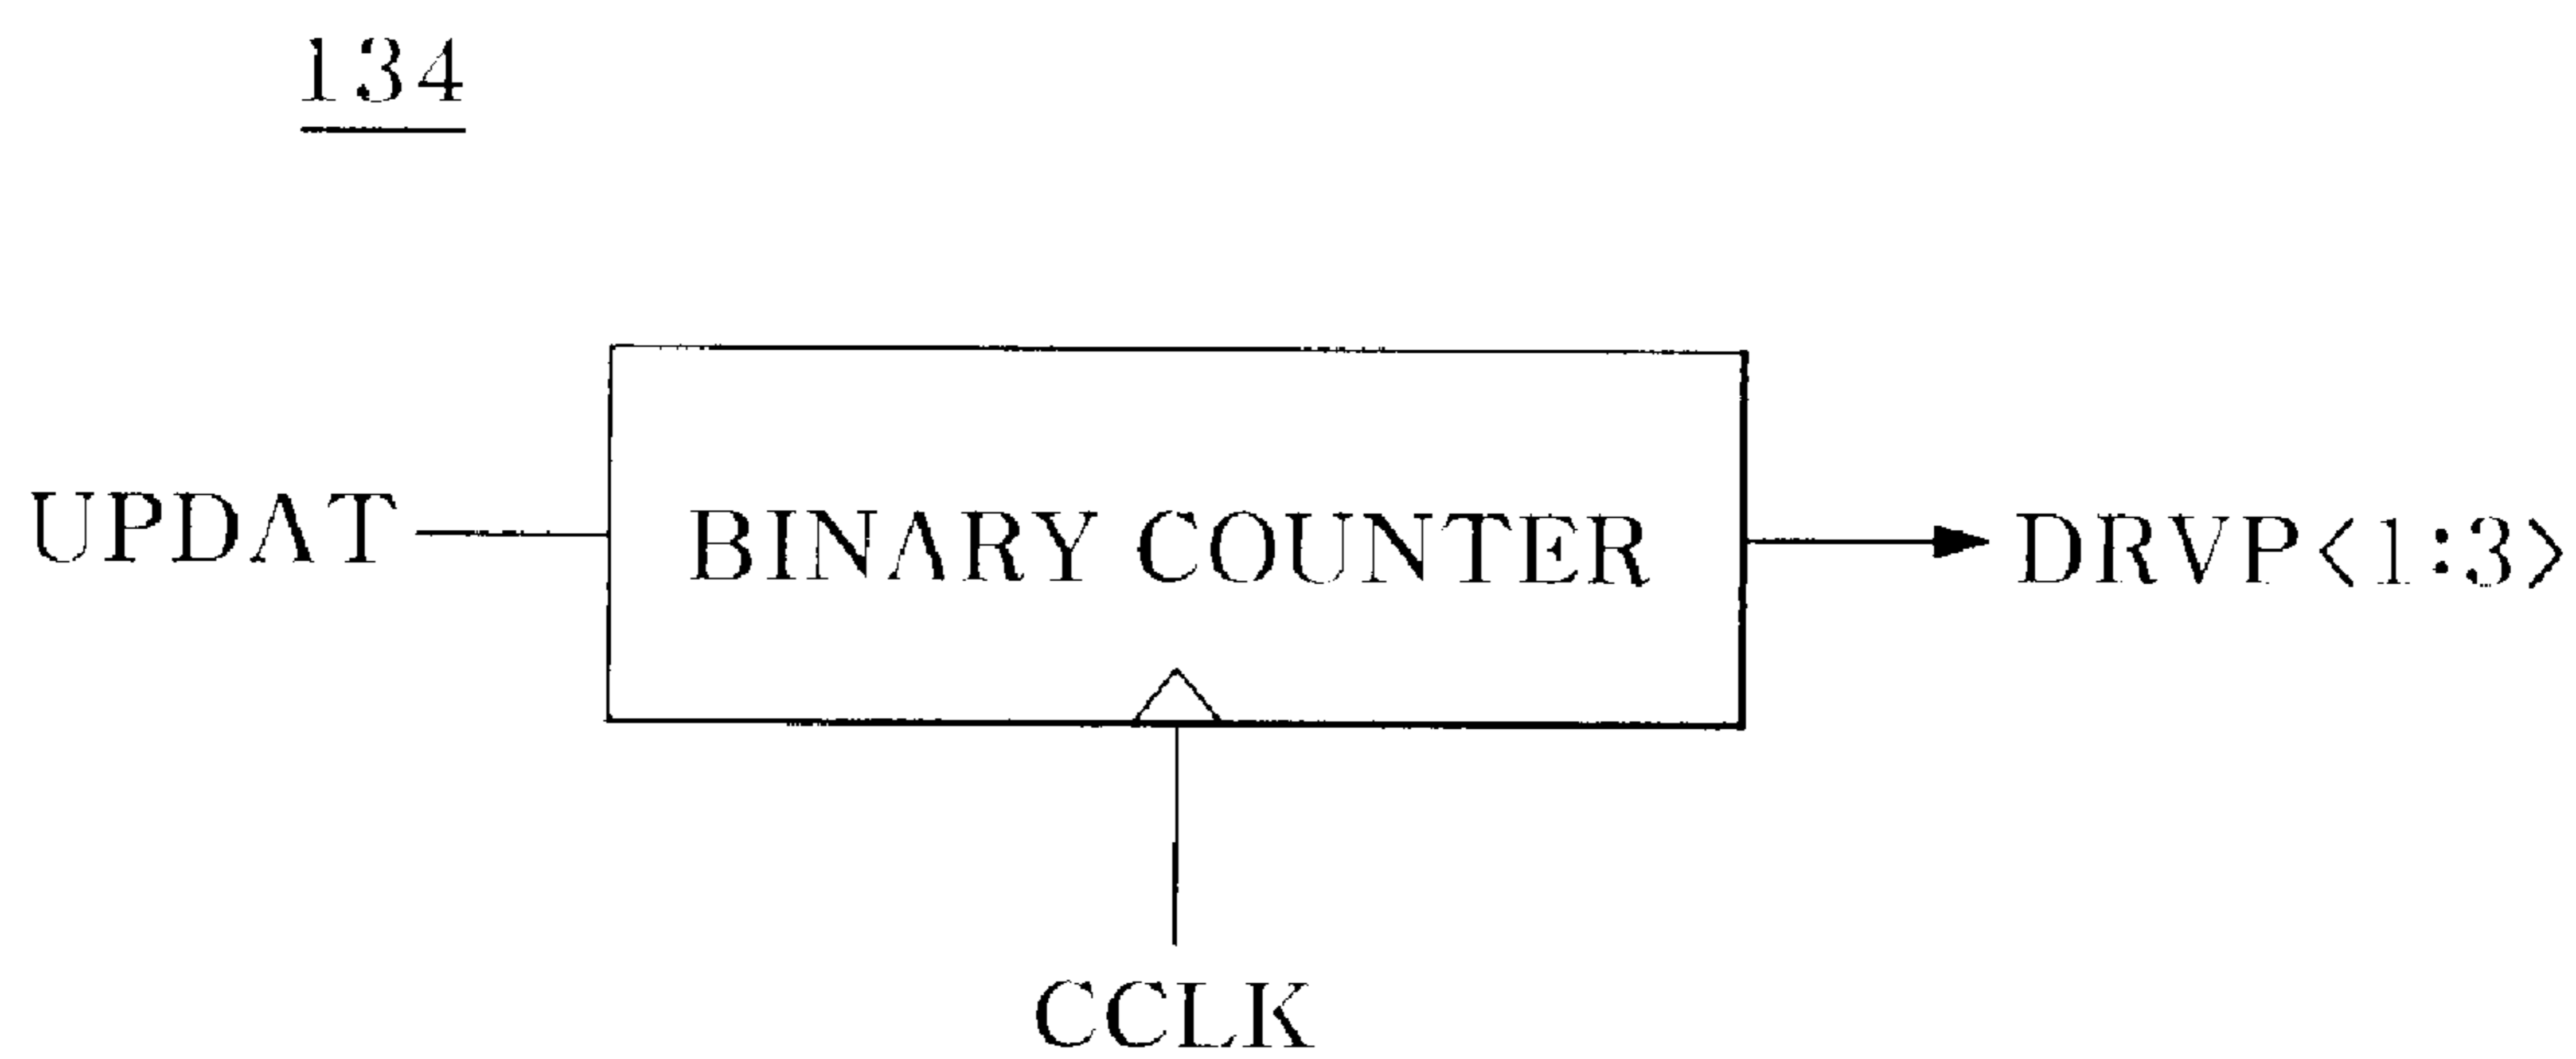 134
UPDAT
BINARY COUNTER
DRVP<1:3>
CCLK